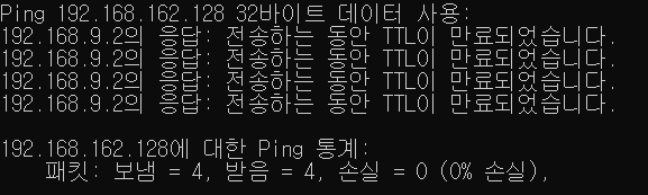 Ping 192.168.162.128 32바이트 데이터 사용:
192.168.9.2의 응답: 전송하는 동안 TTL이 만료되었습니다.
192.168.9.2의 응답: 전송하는 동안 TTL이 만료되었습니다.
192.168.9.2의 응답: 전송하는 동안 TTL이 만료되었습니다.
192.168.9.2의 응답: 전송하는 동안 TTL이 만료되었습니다.
192.168.162.128에 대한 Ping 통계:
패킷: 보냄 = 4, 받음 = 4, 손실 = 0 (0% 손실),